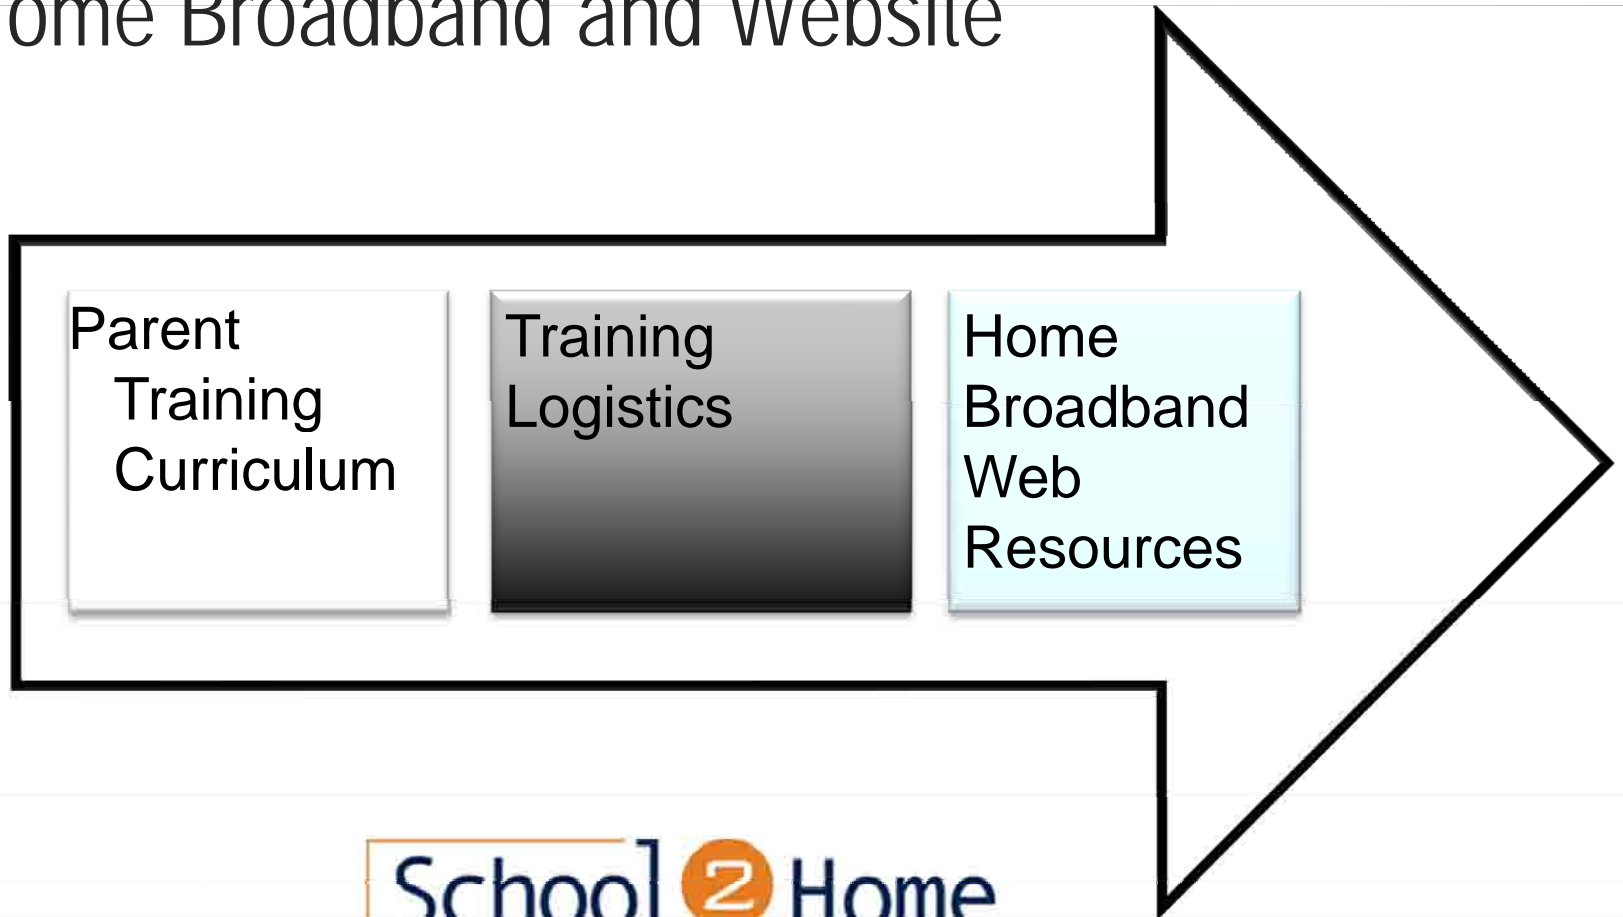 ome Broadband and Website
Parent
Training
Curriculum
Training
Logistics
Home
Broadband
Web
Resources
School 2 Home